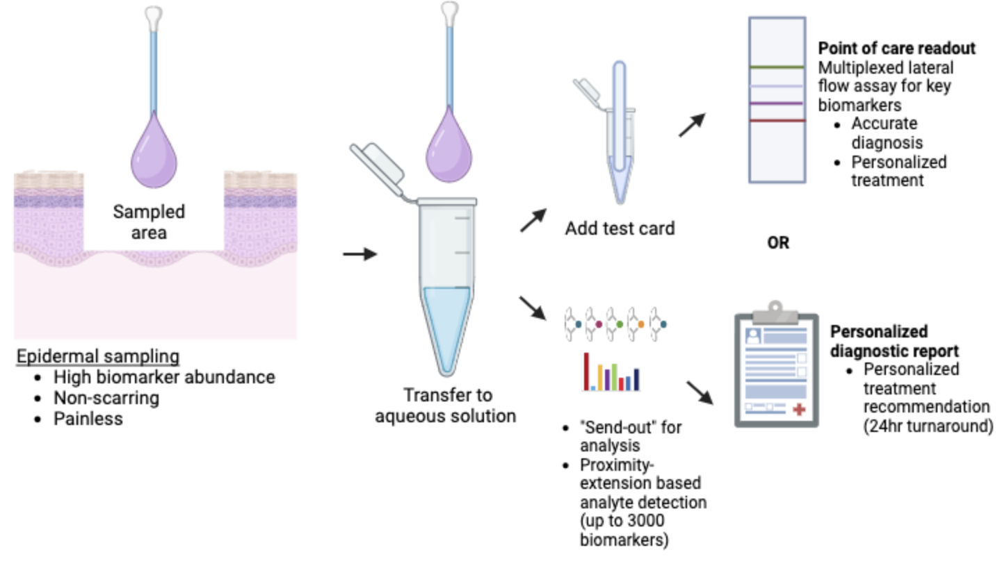 Sampled
area
Epidermal sampling
• High biomarker abundance
• Non-scarring
• Painless
Transfer to
aqueous solution
Add test card
Point of care readout
Multiplexed lateral
flow assay for key
biomarkers
• Accurate
diagnosis
• Personalized
treatment
OR
• "Send-out" for
analysis
• Proximity-
extension based
analyte detection
(up to 3000
biomarkers)
Personalized
diagnostic report
• Personalized
treatment
recommendation
(24hr turnaround)